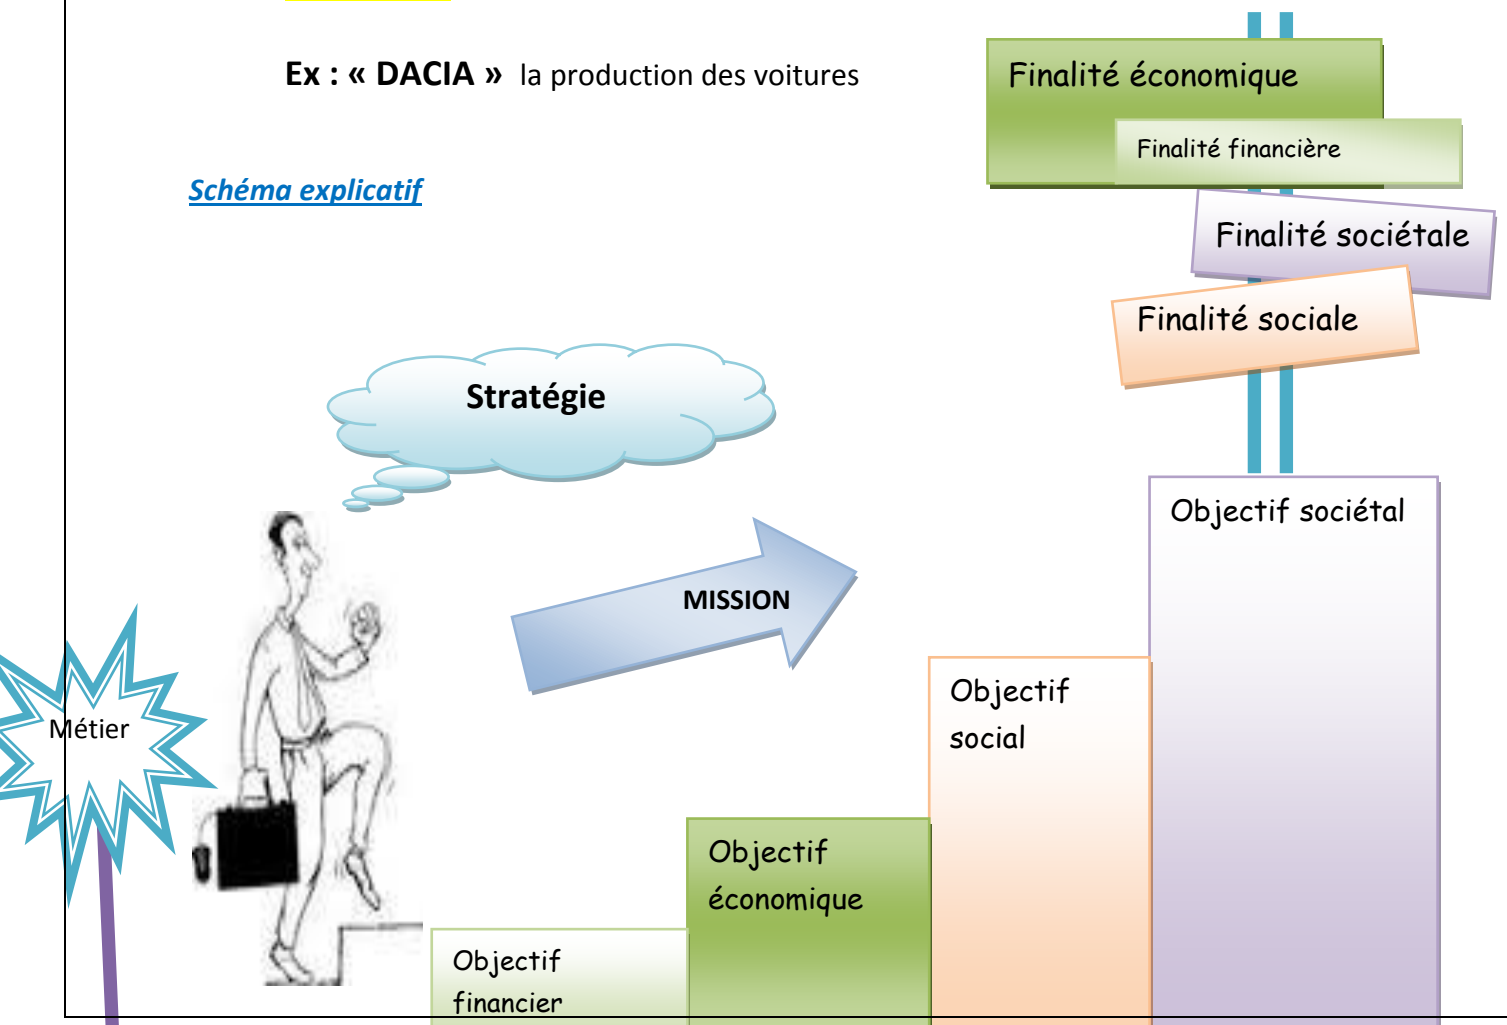 Ex : « DACIA » la production des voitures
Finalité économique
Finalité financière
Schéma explicatif
Finalité sociétale
Finalité sociale
Stratégie
Objectif sociétal
MISSION
Objectif
social
Métier
Objectif
économique
Objectif
financier